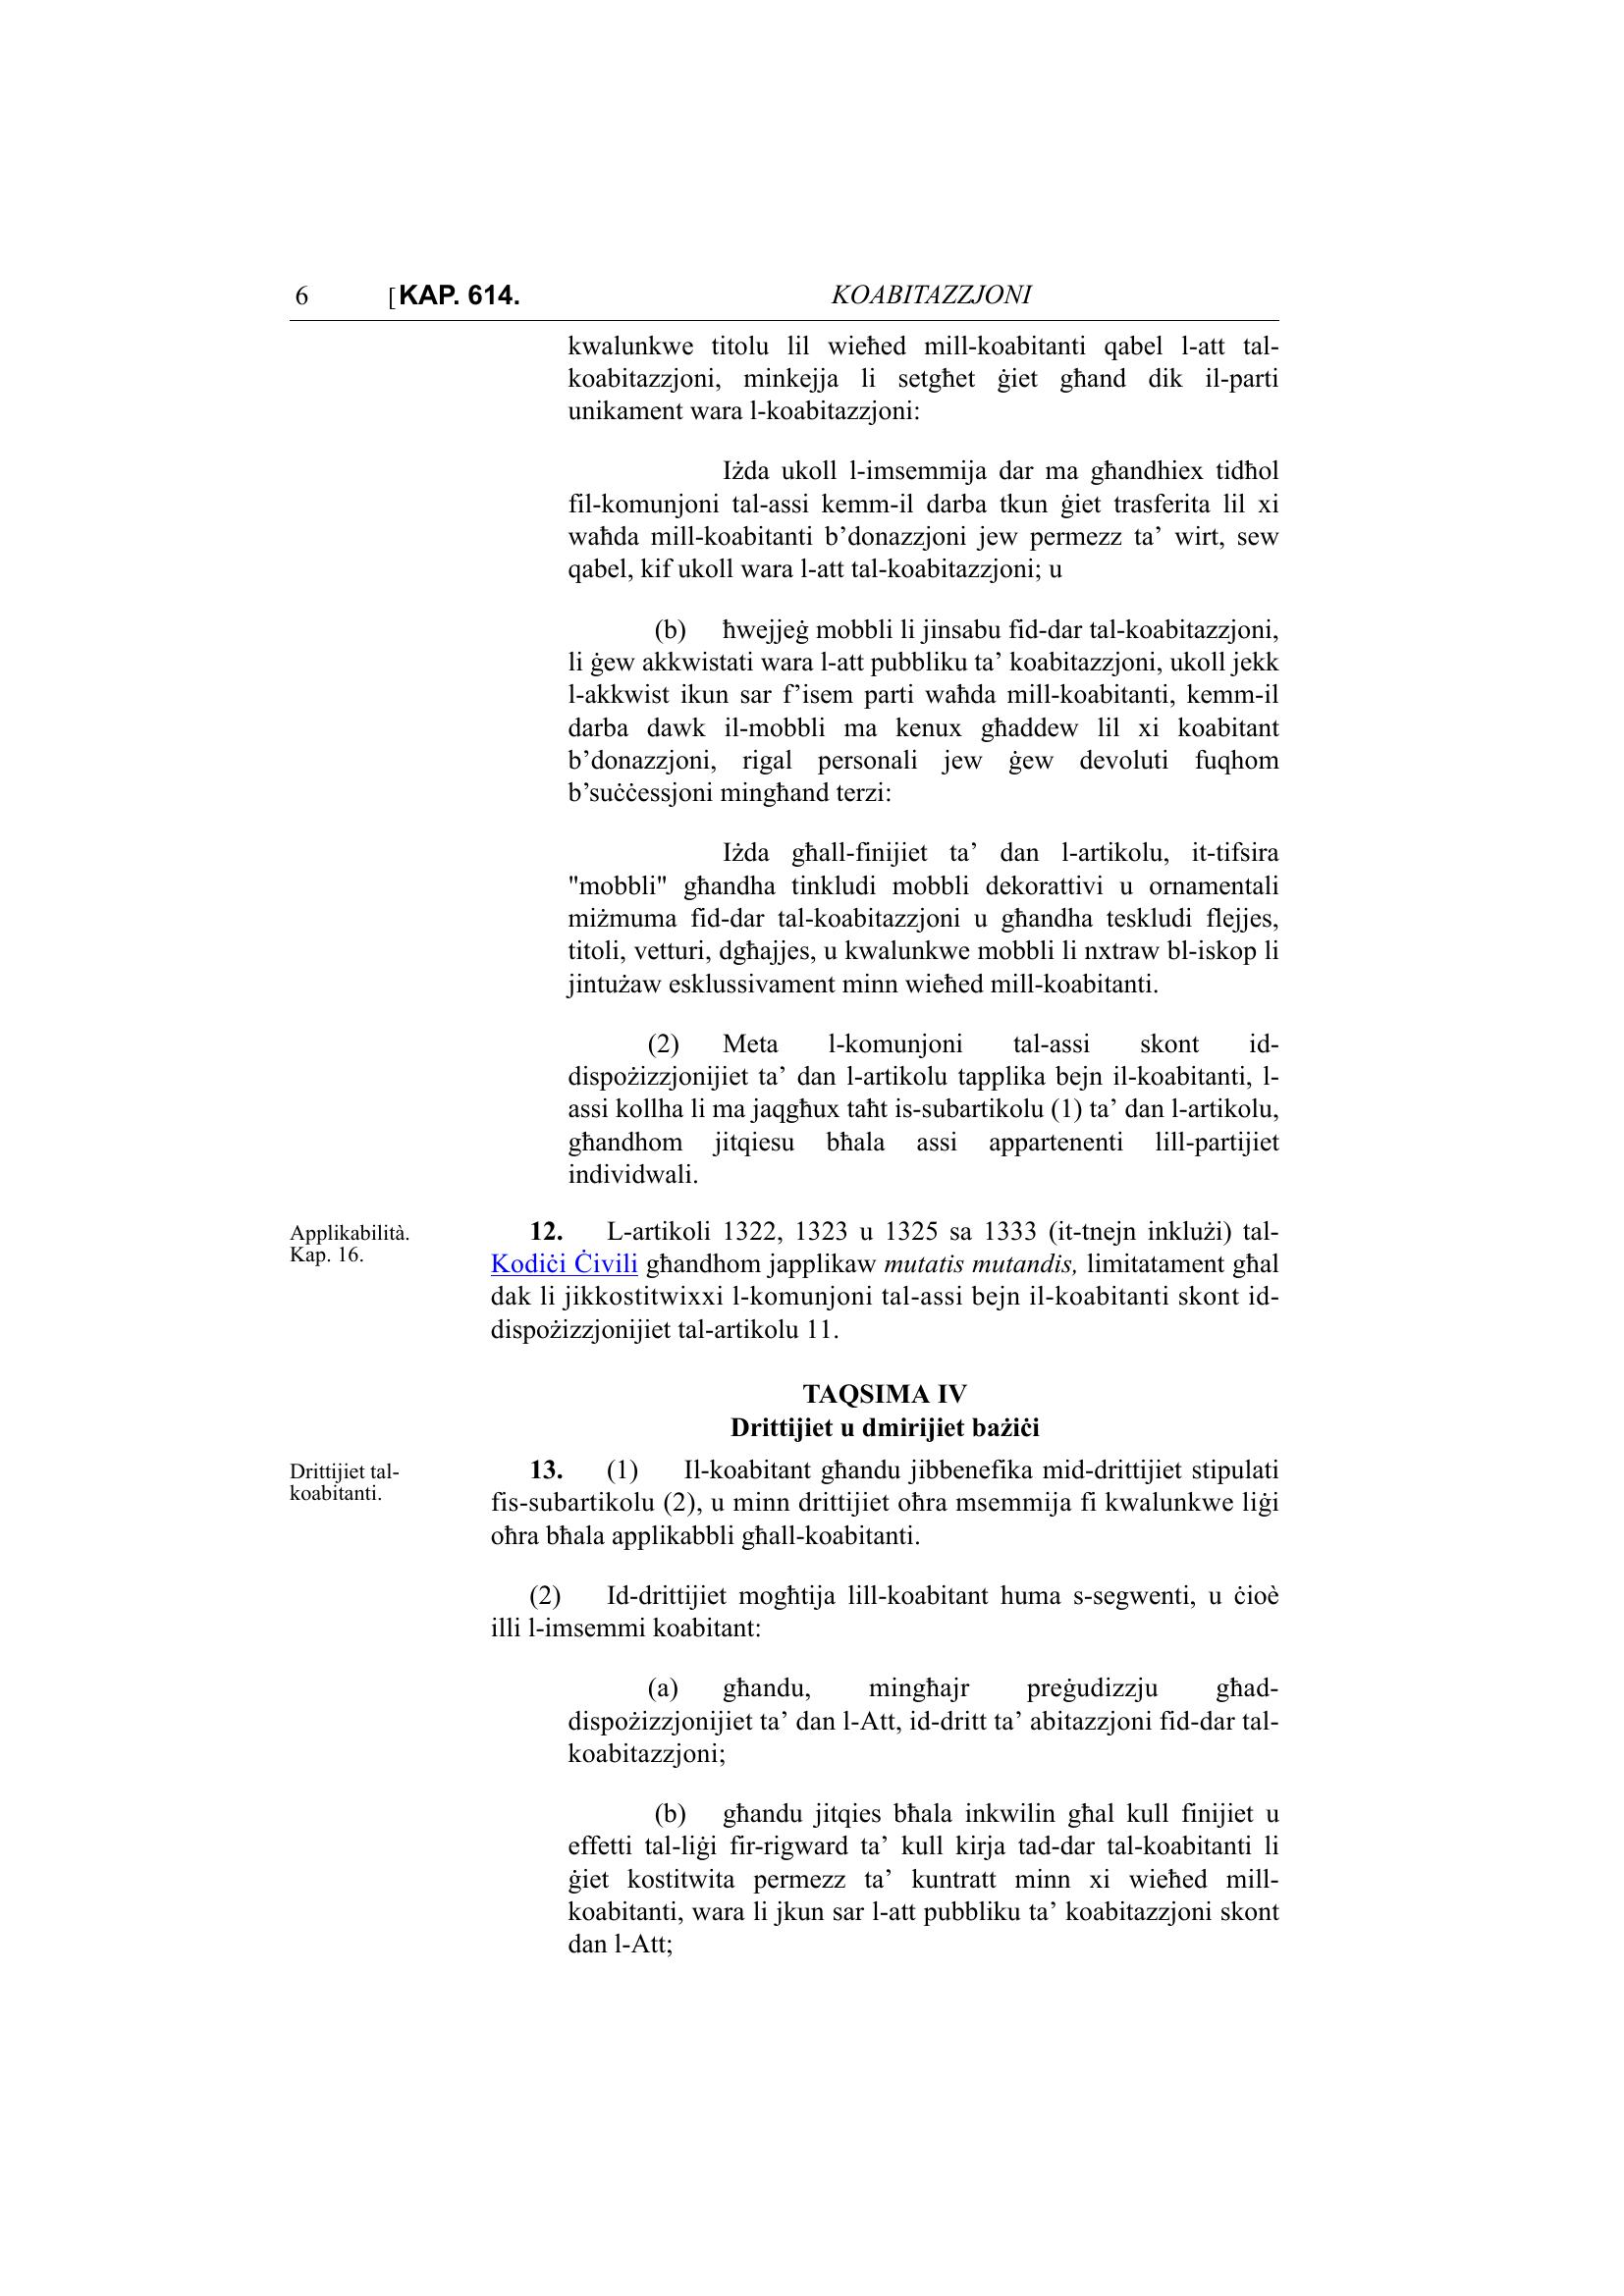 6 [KAP. 614. KOABITAZZJONI
kwalunkwe titolu lil wieħed mill-koabitanti qabel l-att tal-
koabitazzjoni, minkejja li setgħet ġiet għand dik il-parti
unikament wara l-koabitazzjoni:
Iżda ukoll l-imsemmija dar ma għandhiex tidħol
fil-komunjoni tal-assi kemm-il darba tkun ġiet trasferita lil xi
waħda mill-koabitanti b’donazzjoni jew permezz ta’ wirt, sew
qabel, kif ukoll wara l-att tal-koabitazzjoni; u
(b) ħwejjeġ mobbli li jinsabu fid-dar tal-koabitazzjoni,
li ġew akkwistati wara l-att pubbliku ta’ koabitazzjoni, ukoll jekk
l-akkwist ikun sar f’isem parti waħda mill-koabitanti, kemm-il
darba dawk il-mobbli ma kenux għaddew lil xi koabitant
b’donazzjoni, rigal personali jew ġew devoluti fuqhom
b’suċċessjoni mingħand terzi:
Iżda għall-finijiet ta’ dan l-artikolu, it-tifsira
"mobbli" għandha tinkludi mobbli dekorattivi u ornamentali
miżmuma fid-dar tal-koabitazzjoni u għandha teskludi flejjes,
titoli, vetturi, dgħajjes, u kwalunkwe mobbli li nxtraw bl-iskop li
jintużaw esklussivament minn wieħed mill-koabitanti.
(2) Meta l-komunjoni tal-assi skont id-
dispożizzjonijiet ta’ dan l-artikolu tapplika bejn il-koabitanti, l-
assi kollha li ma jaqgħux taħt is-subartikolu (1) ta’ dan l-artikolu,
għandhom jitqiesu bħala assi appartenenti lill-partijiet
individwali.
Applikabilità.
Kap. 16.
12. L-artikoli 1322, 1323 u 1325 sa 1333 (it-tnejn inklużi) tal-
Kodiċi Ċivili għandhom japplikaw mutatis mutandis, limitatament għal
dak li jikkostitwixxi l-komunjoni tal-assi bejn il-koabitanti skont id-
dispożizzjonijiet tal-artikolu 11.
TAQSIMA IV
Drittijiet u dmirijiet bażiċi
Drittijiet tal-
koabitanti.
13. (1) Il-koabitant għandu jibbenefika mid-drittijiet stipulati
fis-subartikolu (2), u minn drittijiet oħra msemmija fi kwalunkwe liġi
oħra bħala applikabbli għall-koabitanti.
(2) Id-drittijiet mogħtija lill-koabitant huma s-segwenti, u ċioè
illi l-imsemmi koabitant:
(a) għandu, mingħajr preġudizzju għad-
dispożizzjonijiet ta’ dan l-Att, id-dritt ta’ abitazzjoni fid-dar tal-
koabitazzjoni;
(b) għandu jitqies bħala inkwilin għal kull finijiet u
effetti tal-liġi fir-rigward ta’ kull kirja tad-dar tal-koabitanti li
ġiet kostitwita permezz ta’ kuntratt minn xi wieħed mill-
koabitanti, wara li jkun sar l-att pubbliku ta’ koabitazzjoni skont
dan l-Att;